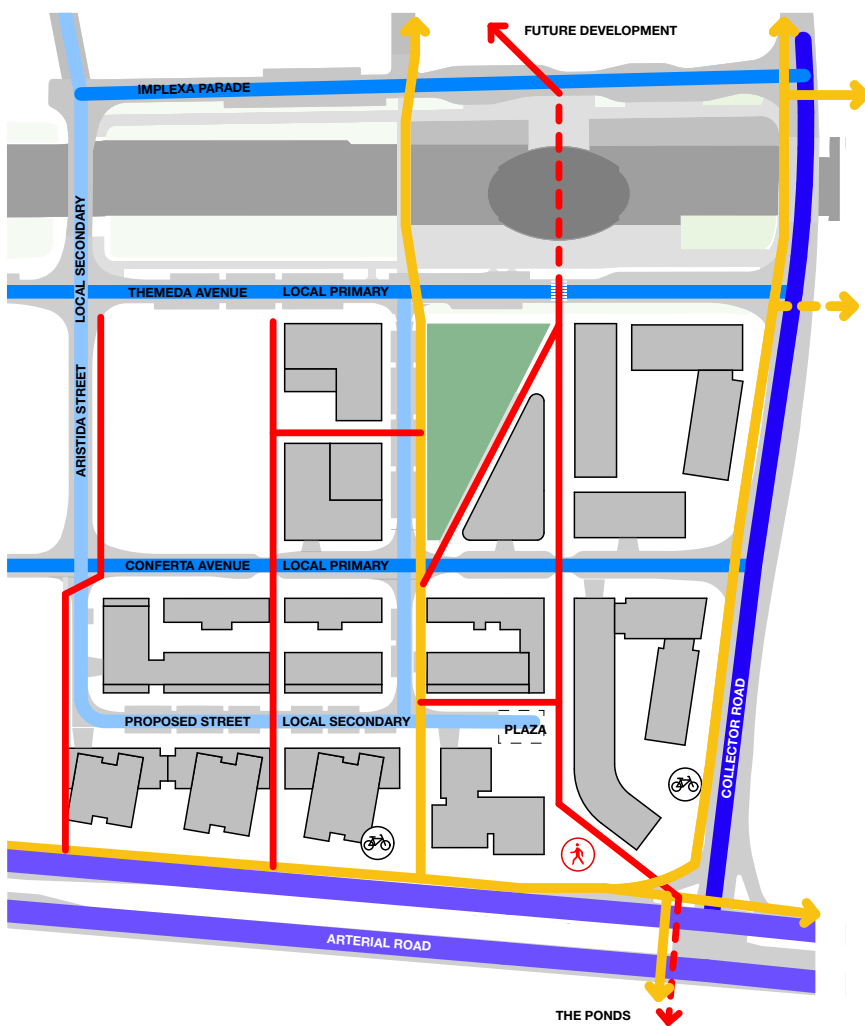 FUTURE DEVELOPMENT
IMPLEXA PARADE
LOCAL SECONDARY
THEMEDA AVENUE LOCAL PRIMARY
ARISTIDA STREET
CONFERTA AVENUE LOCAL PRIMARY
PROPOSED STREET LOCAL SECONDARY
PLAZA
COLLECTOR ROAD
ARTERIAL ROAD
THE PONDS